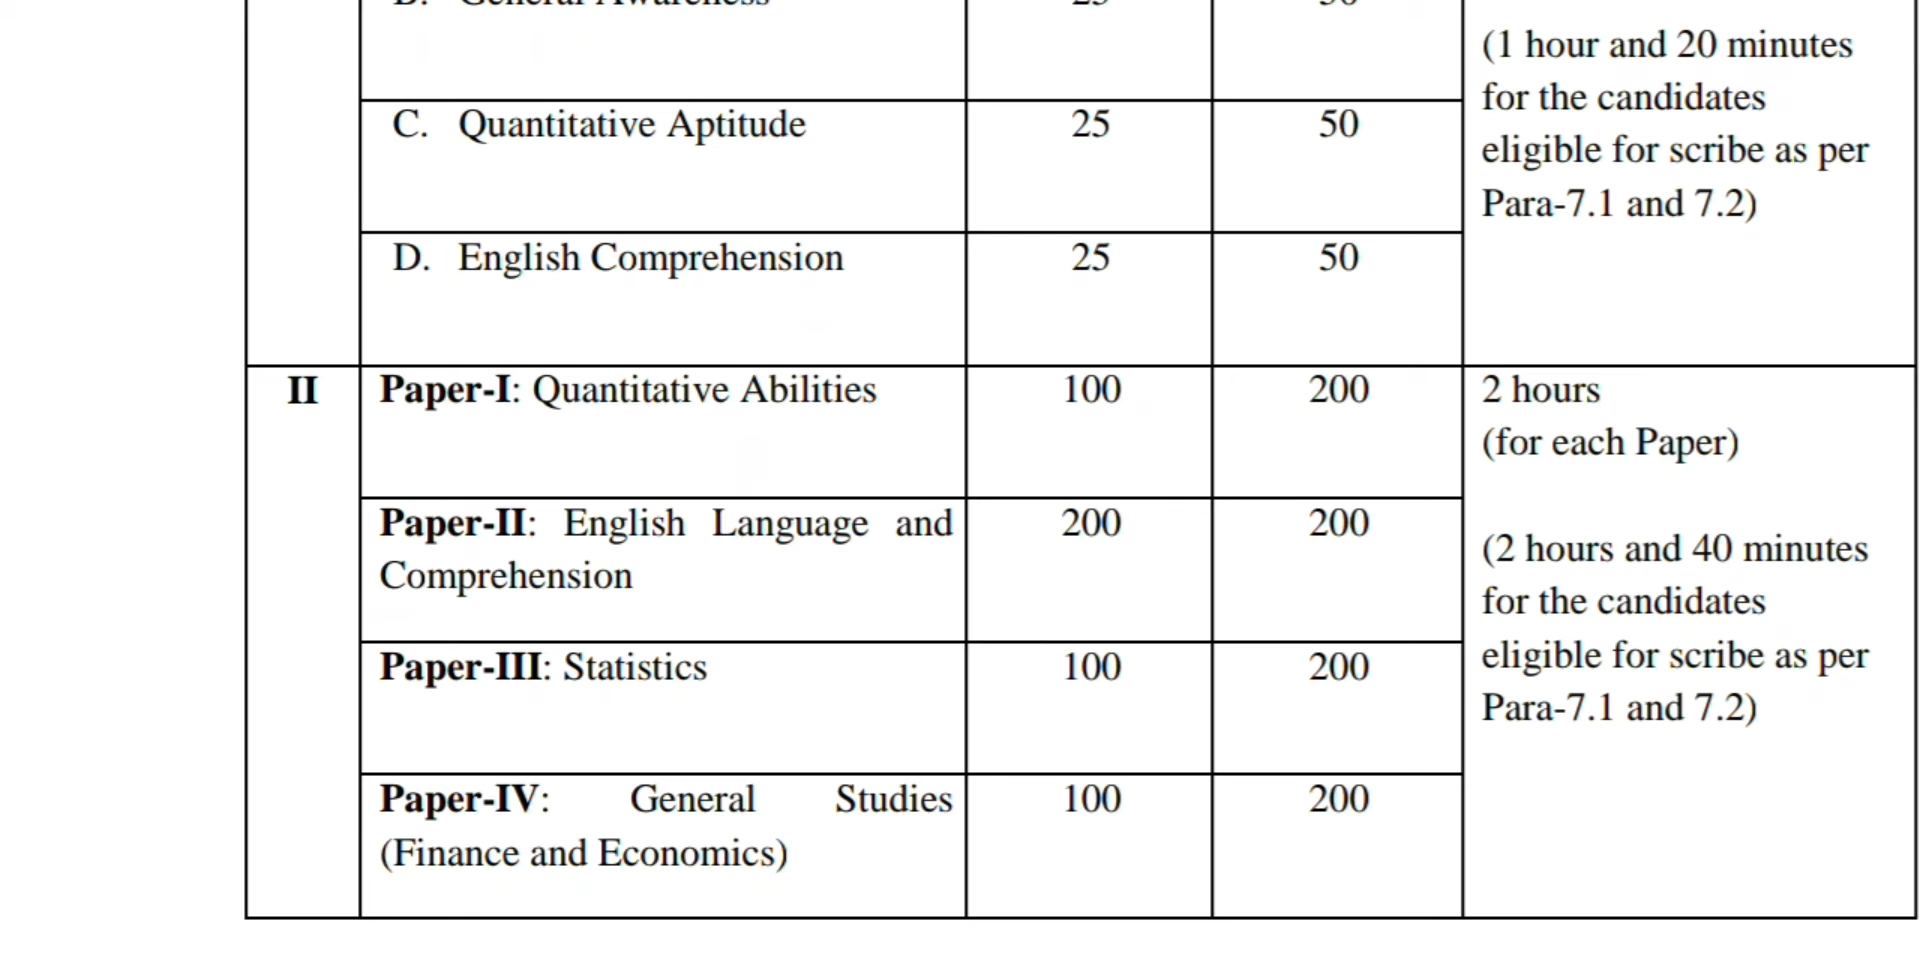 B. General Awareness 25 50
(1 hour and 20 minutes
for the candidates
eligible for scribe as per
Para-7.1 and 7.2)
C. Quantitative Aptitude 25 50
D. English Comprehension 25 50
II Paper-I: Quantitative Abilities 100 200
2 hours
(for each Paper)
Paper-II: English Language and
Comprehension 200 200
(2 hours and 40 minutes
for the candidates
eligible for scribe as per
Para-7.1 and 7.2)
Paper-III: Statistics 100 200
Paper-IV: General Studies
(Finance and Economics) 100 200